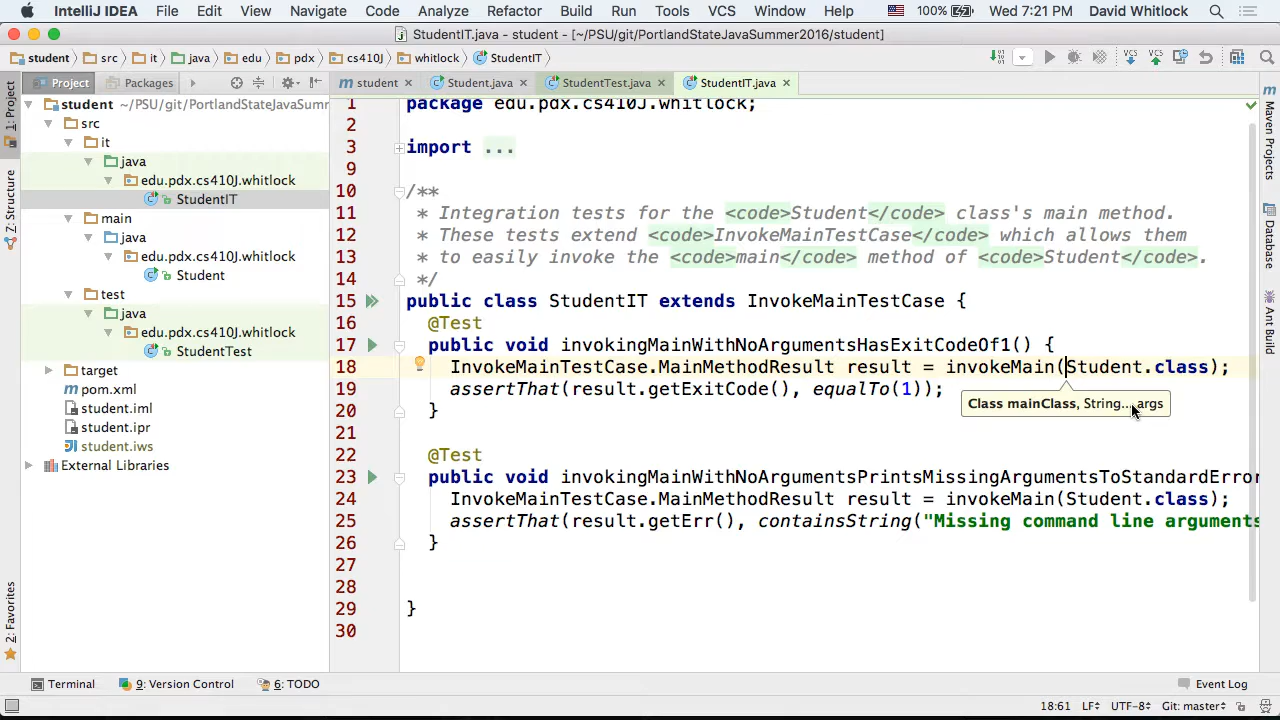 IntelliJ IDEA File Edit View Navigate Code Analyze Refactor Build Run Tools VCS Window Help 100% Wed 7:21 PM David Whitlock
StudentIT.java - student - [~/PSU/git/PortlandStateJavaSummer2016/student]
student src it java edu pdx cs410J whitlock StudentIT
Project Packages student Student.java StudentTest.java StudentIT.java
1: Project
Z: Structure
2: Favorites
student ~/PSU/git/PortlandStateJavaSumr
src
it
java
edu.pdx.cs410J.whitlock
StudentIT
main
java
edu.pdx.cs410J.whitlock
Student
test
java
edu.pdx.cs410J.whitlock
StudentTest
target
pom.xml
student.iml
student.ipr
student.iws
External Libraries
1 package edu.pdx.cs410J.whitlock;
2
3 import ...
9
10 /**
11 * Integration tests for the <code>Student</code> class's main method.
12 * These tests extend <code>InvokeMainTestCase</code> which allows them
13 * to easily invoke the <code>main</code> method of <code>Student</code>.
14 */
15 public class StudentIT extends InvokeMainTestCase {
16 @Test
17 public void invokingMainWithNoArgumentsHasExitCodeOf1() {
18 InvokeMainTestCase.MainMethodResult result = invokeMain(Student.class);
19 assertThat(result.getExitCode(), equalTo(1));
Class mainClass, String... args
20 }
21
22 @Test
23 public void invokingMainWithNoArgumentsPrintsMissingArgumentsToStandardError
24 InvokeMainTestCase.MainMethodResult result = invokeMain(Student.class);
25 assertThat(result.getErr(), containsString("Missing command line arguments
26 }
27
28
29 }
30
Maven Projects
Database
Ant Build
Terminal 9: Version Control 6: TODO Event Log
18:61 LF UTF-8 Git: master